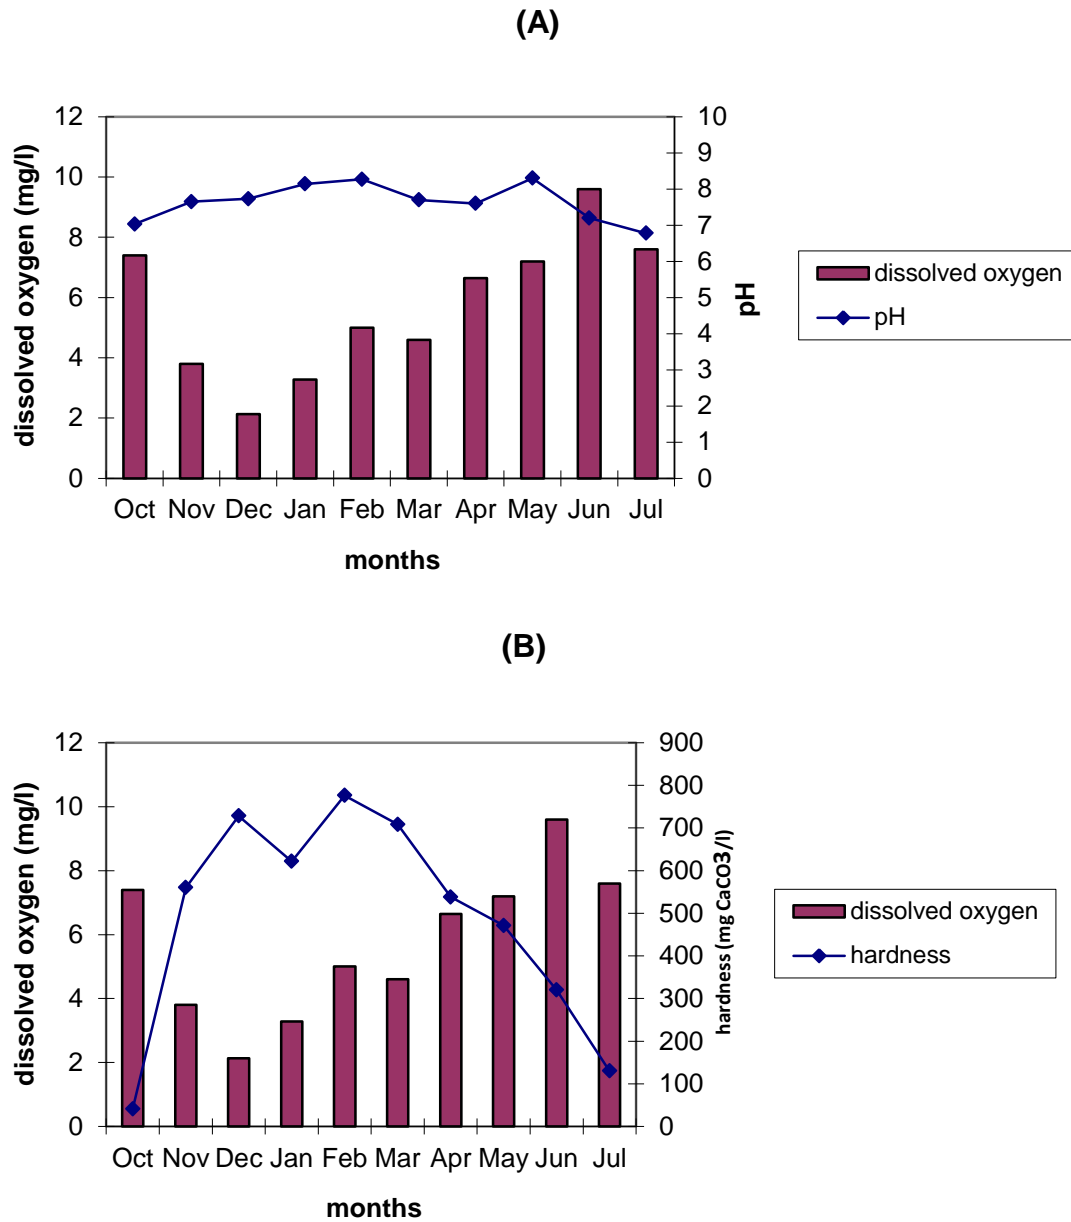 (A)
dissolved oxygen (mg/l)
12
10
8
6
4
2
0
10
9
8
7
6
5
4
3
2
1
0
pH
Oct Nov Dec Jan Feb Mar Apr May Jun Jul
months
dissolved oxygen
pH
(B)
dissolved oxygen (mg/l)
12
10
8
6
4
2
0
900
800
700
600
500
400
300
200
100
0
hardness (mg CaCO3/l)
Oct Nov Dec Jan Feb Mar Apr May Jun Jul
months
dissolved oxygen
hardness